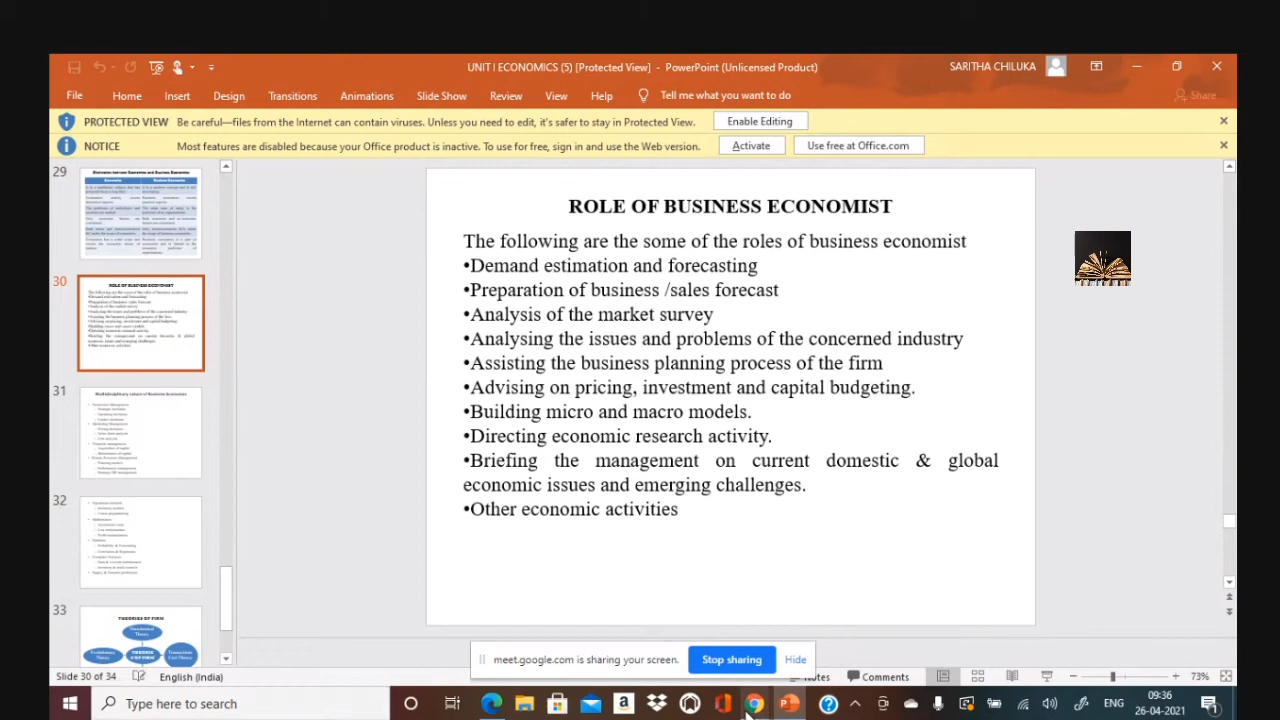 UNIT I ECONOMICS (5) [Protected View] - PowerPoint (Unlicensed Product)
SARITHA CHILUKA
File Home Insert Design Transitions Animations Slide Show Review View Help Tell me what you want to do Share
PROTECTED VIEW Be careful—files from the Internet can contain viruses. Unless you need to edit, it's safer to stay in Protected View. Enable Editing
NOTICE Most features are disabled because your Office product is inactive. To use for free, sign in and use the Web version. Activate Use free at Office.com
29
30
ROLE OF BUSINESS ECONOMIST
31
Multidisciplinary nature of Business Economics
32
33
THEORIES OF FIRM
OF BUSINESS
The following are the some of the roles of business economist
•Demand estimation and forecasting
•Preparation of business /sales forecast
•Analysis of the market survey
•Analysing the issues and problems of the concerned industry
•Assisting the business planning process of the firm
•Advising on pricing, investment and capital budgeting.
•Building micro and macro models.
•Directing economic research activity.
•Briefing the management on current domestic & global
economic issues and emerging challenges.
•Other economic activities
meet.google.com is sharing your screen. Stop sharing Hide
Slide 30 of 34 English (India) Notes Comments 73%
Type here to search
ENG
09:36
26-04-2021
1